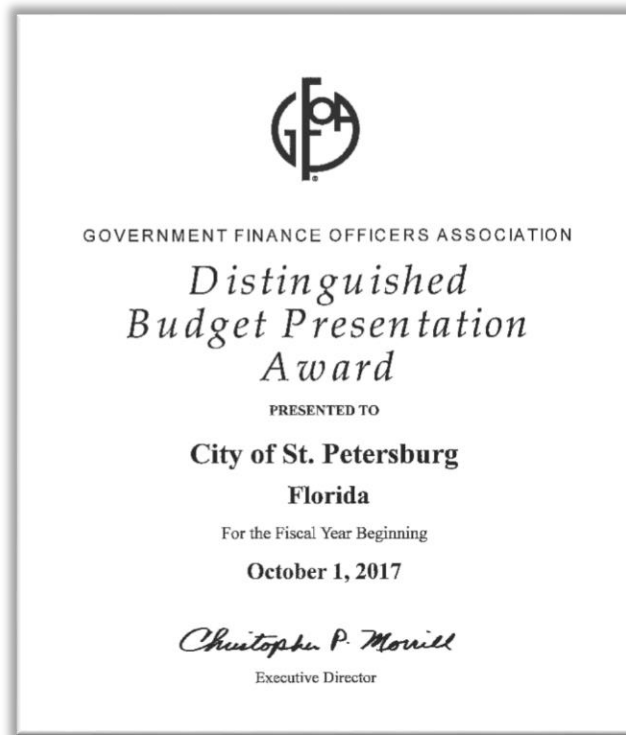 GFOA
®
GOVERNMENT FINANCE OFFICERS ASSOCIATION
Distinguished
Budget Presentation
Award
PRESENTED TO
City of St. Petersburg
Florida
For the Fiscal Year Beginning
October 1, 2017
Christopher P. Morrill
Executive Director